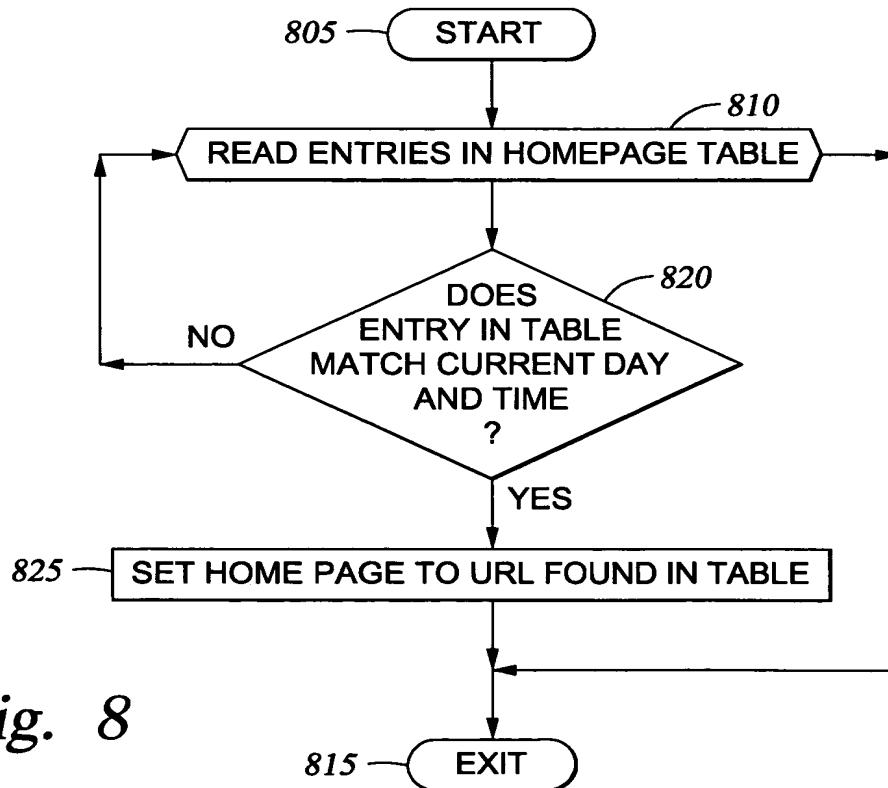 805
START
810
READ ENTRIES IN HOMEPAGE TABLE
820
DOES
ENTRY IN TABLE
MATCH CURRENT DAY
AND TIME
?
NO
YES
825
SET HOME PAGE TO URL FOUND IN TABLE
ig. 8
815
EXIT